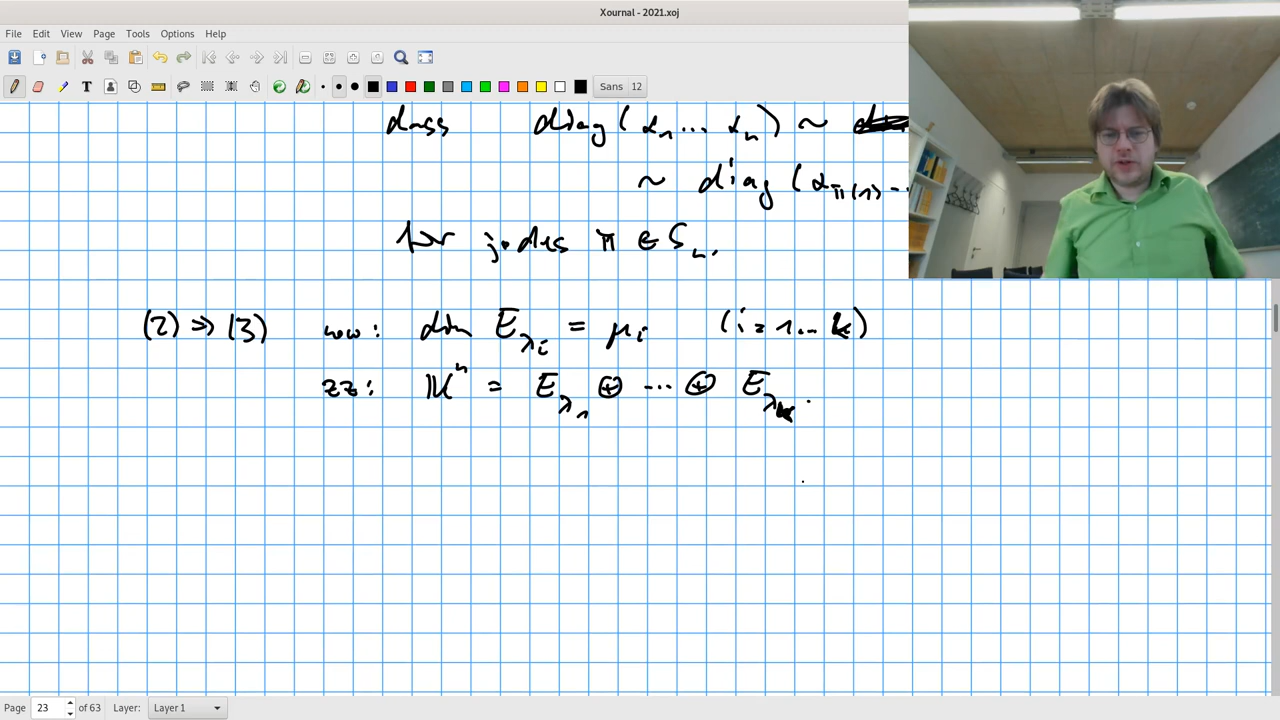 Xournal - 2021.xoj
File Edit View Page Tools Options Help
Sans 12
dass diag(α₁ ... αₙ) ~
~ diag(α_π(1) ...
für jedes π ∈ Sₙ.
(2) ⇒ (3) wv: dim E_λᵢ = μᵢ (i = 1 ... k)
zz: 𝕂ⁿ = E_λ₁ ⊕ ... ⊕ E_λₖ.
Page 23 of 63 Layer: Layer 1